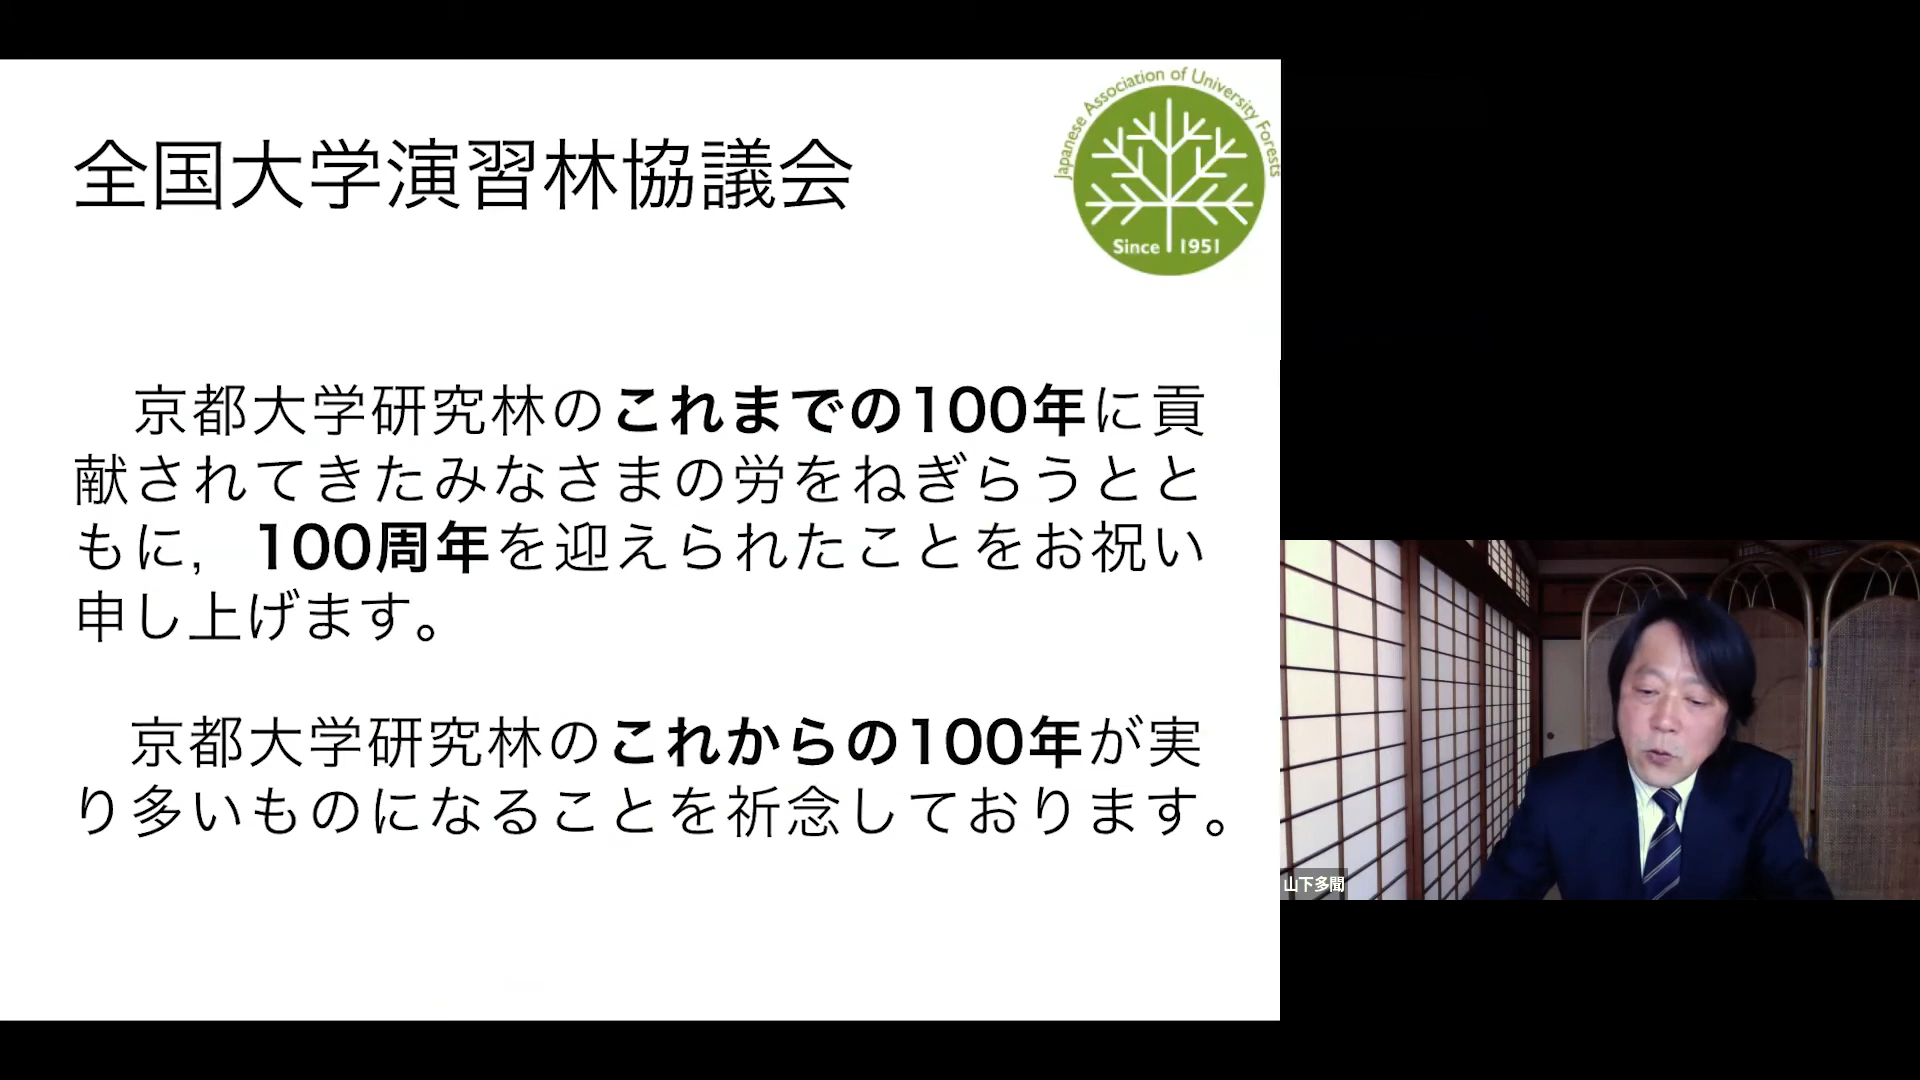 全国大学演習林協議会
Japanese Association of University Forests
Since 1951
京都大学研究林のこれまでの100年に貢
献されてきたみなさまの労をねぎらうとと
もに，100周年を迎えられたことをお祝い
申し上げます。
京都大学研究林のこれからの100年が実
り多いものになることを祈念しております。
山下多聞